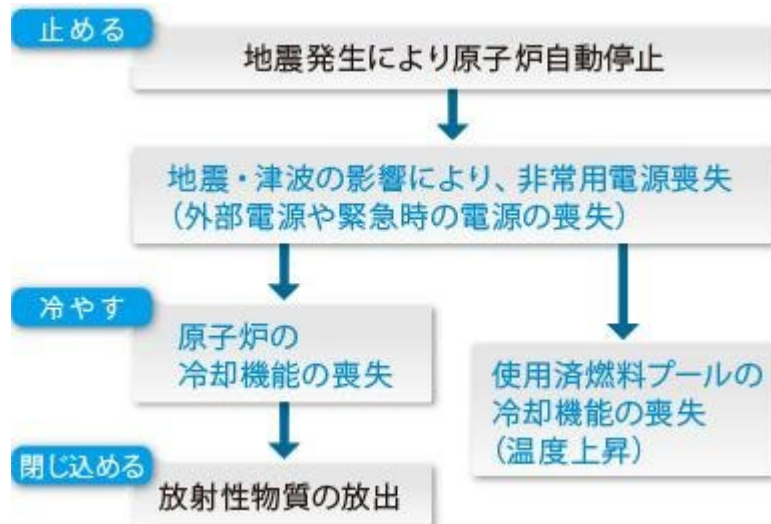 止める
地震発生により原子炉自動停止
地震・津波の影響により、非常用電源喪失
(外部電源や緊急時の電源の喪失)
冷やす
原子炉の
冷却機能の喪失
使用済燃料プールの
冷却機能の喪失
(温度上昇)
閉じ込める
放射性物質の放出